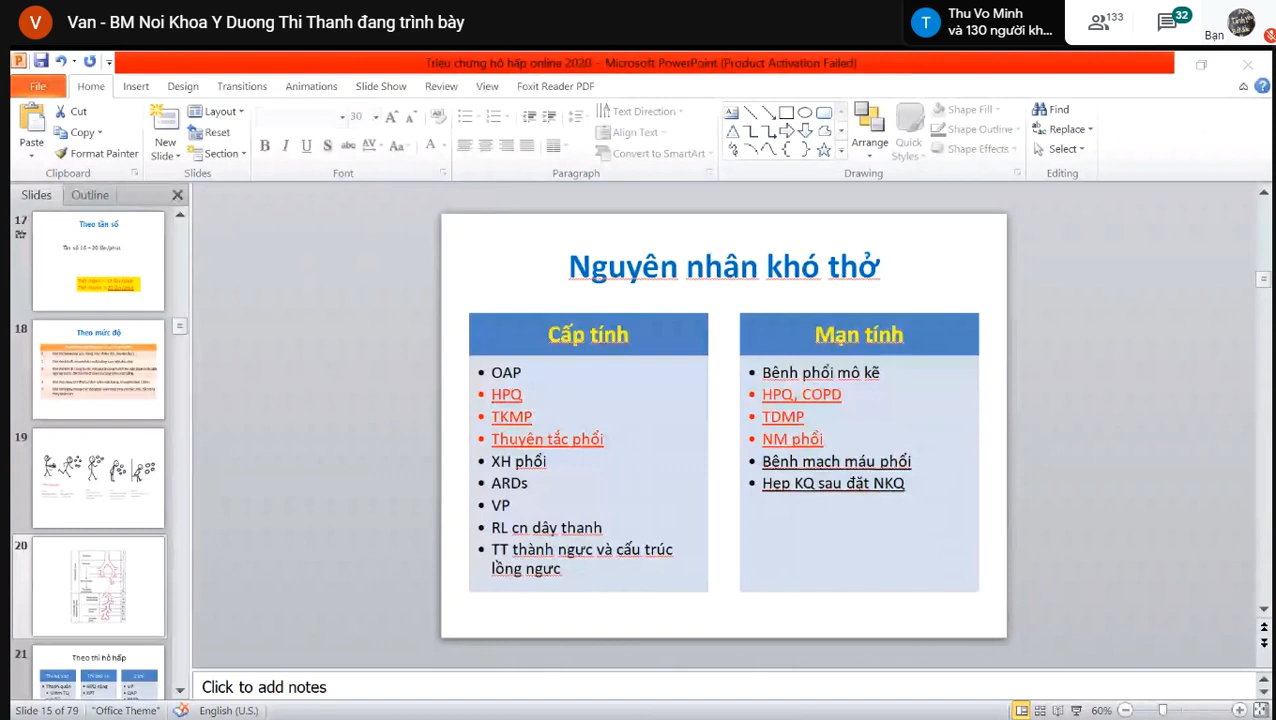 V
Van - BM Noi Khoa Y Duong Thi Thanh đang trình bày
T
Thu Vo Minh
và 130 người kh...
133
32
Bạn
Triệu chứng hô hấp online 2020 - Microsoft PowerPoint (Product Activation Failed)
File
Home
Insert
Design
Transitions
Animations
Slide Show
Review
View
Foxit Reader PDF
Paste
Cut
Copy
Format Painter
Clipboard
New
Slide
Layout
Reset
Section
Slides
30
Font
Text Direction
Align Text
Convert to SmartArt
Paragraph
Arrange
Quick
Styles
Shape Fill
Shape Outline
Shape Effects
Drawing
Find
Replace
Select
Editing
Slides
Outline
17
Theo tần số
Tần số 16 – 20 lần/phút
18
Theo mức độ
19
20
21
Theo thì hô hấp
Nguyên nhân khó thở
Cấp tính
• OAP
• HPQ
• TKMP
• Thuyên tắc phổi
• XH phổi
• ARDs
• VP
• RL cn dây thanh
• TT thành ngực và cấu trúc
lồng ngực
Mạn tính
• Bệnh phổi mô kẽ
• HPQ, COPD
• TDMP
• NM phổi
• Bệnh mạch máu phổi
• Hẹp KQ sau đặt NKQ
Click to add notes
Slide 15 of 79
"Office Theme"
English (U.S.)
60%